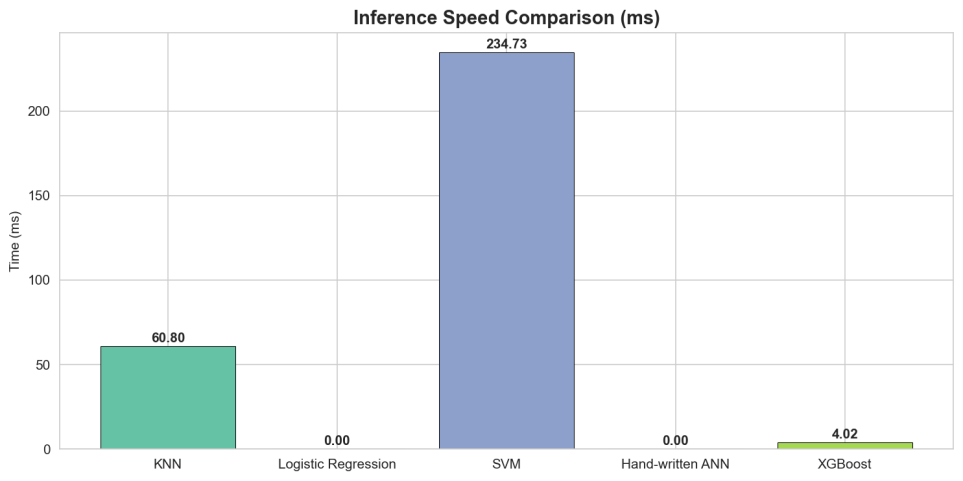 Inference Speed Comparison (ms)
234.73
200
150
Time (ms)
100
60.80
50
0.00
0.00
4.02
0
KNN
Logistic Regression
SVM
Hand-written ANN
XGBoost